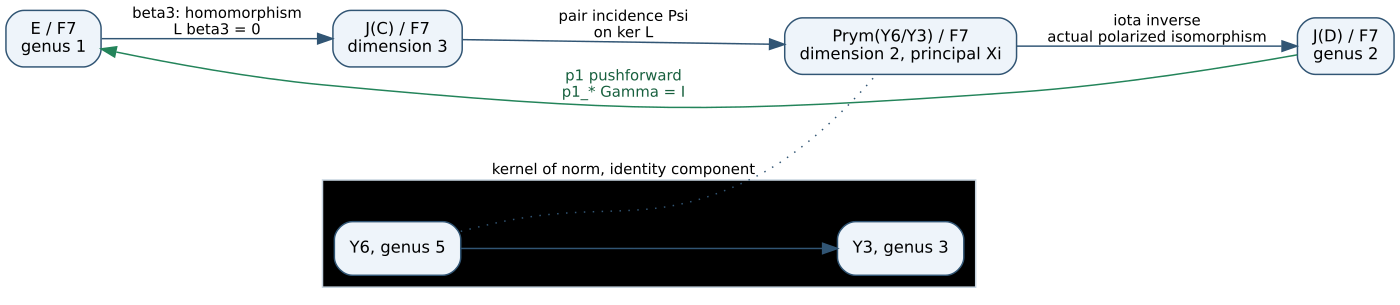 E / F7
genus 1
beta3: homomorphism
L beta3 = 0
J(C) / F7
dimension 3
pair incidence Psi
on ker L
Prym(Y6/Y3) / F7
dimension 2, principal Xi
iota inverse
actual polarized isomorphism
J(D) / F7
genus 2
p1 pushforward
p1_* Gamma = I
kernel of norm, identity component
Y6, genus 5
Y3, genus 3